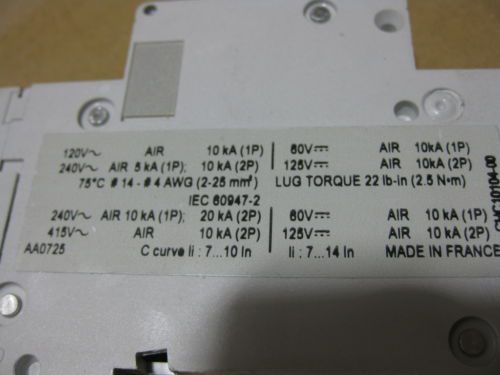 120V~ AIR 10 kA (1P) 60V⎓ AIR 10kA (1P)
240V~ AIR 5 kA (1P); 10 kA (2P) 125V⎓ AIR 10kA (2P)
75°C # 14 - # 4 AWG (2-25 mm²) LUG TORQUE 22 lb-in (2.5 N•m)
IEC 60947-2
240V~ AIR 10 kA (1P); 20 kA (2P) 60V⎓ AIR 10 kA (1P)
415V~ AIR 10 kA (2P) 125V⎓ AIR 10 kA (2P)
AA0725 C curve Ii : 7...10 In Ii : 7...14 In MADE IN FRANCE
10104-00